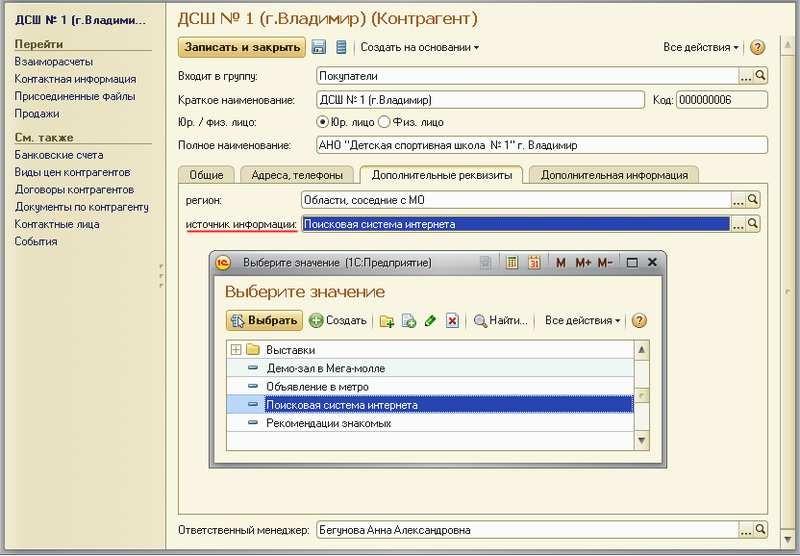 ДСШ № 1 (г.Владими...
Перейти
Взаиморасчеты
Контактная информация
Присоединенные файлы
Продажи
См. также
Банковские счета
Виды цен контрагентов
Договоры контрагентов
Документы по контрагенту
Контактные лица
События
ДСШ № 1 (г.Владимир) (Контрагент)
Записать и закрыть Создать на основании Все действия ?
Входит в группу: Покупатели ...
Краткое наименование: ДСШ № 1 (г.Владимир) Код: 000000006
Юр. / физ. лицо: Юр. лицо Физ. лицо
Полное наименование: АНО "Детская спортивная школа № 1" г. Владимир
Общие Адреса, телефоны Дополнительные реквизиты Дополнительная информация
регион: Области, соседние с МО ...
источник информации: Поисковая система интернета ...
1С Выберите значение (1С:Предприятие) 31 M M+ M-
Выберите значение
Выбрать Создать Найти... Все действия ?
Выставки
Демо-зал в Мега-молле
Объявление в метро
Поисковая система интернета
Рекомендации знакомых
Ответственный менеджер: Бегунова Анна Александровна ...